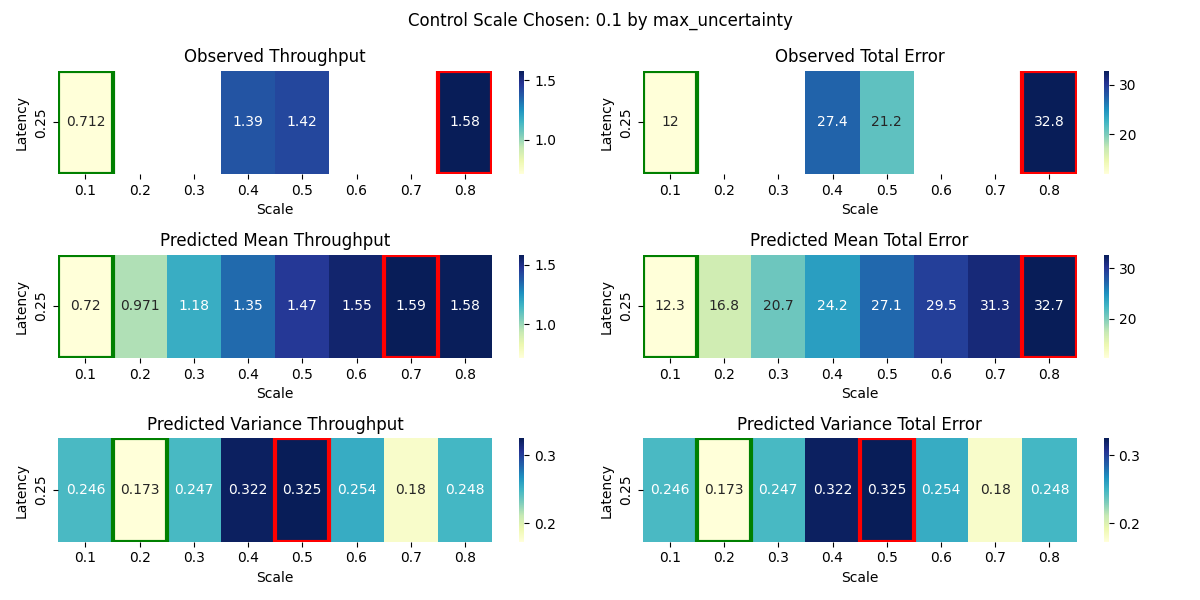 Control Scale Chosen: 0.1 by max_uncertainty
Observed Throughput
Latency
0.25
0.712 1.39 1.42 1.58
0.1 0.2 0.3 0.4 0.5 0.6 0.7 0.8
Scale
1.5
1.0
Observed Total Error
Latency
0.25
12 27.4 21.2 32.8
0.1 0.2 0.3 0.4 0.5 0.6 0.7 0.8
Scale
30
20
Predicted Mean Throughput
Latency
0.25
0.72 0.971 1.18 1.35 1.47 1.55 1.59 1.58
0.1 0.2 0.3 0.4 0.5 0.6 0.7 0.8
Scale
1.5
1.0
Predicted Mean Total Error
Latency
0.25
12.3 16.8 20.7 24.2 27.1 29.5 31.3 32.7
0.1 0.2 0.3 0.4 0.5 0.6 0.7 0.8
Scale
30
20
Predicted Variance Throughput
Latency
0.25
0.246 0.173 0.247 0.322 0.325 0.254 0.18 0.248
0.1 0.2 0.3 0.4 0.5 0.6 0.7 0.8
Scale
0.3
0.2
Predicted Variance Total Error
Latency
0.25
0.246 0.173 0.247 0.322 0.325 0.254 0.18 0.248
0.1 0.2 0.3 0.4 0.5 0.6 0.7 0.8
Scale
0.3
0.2